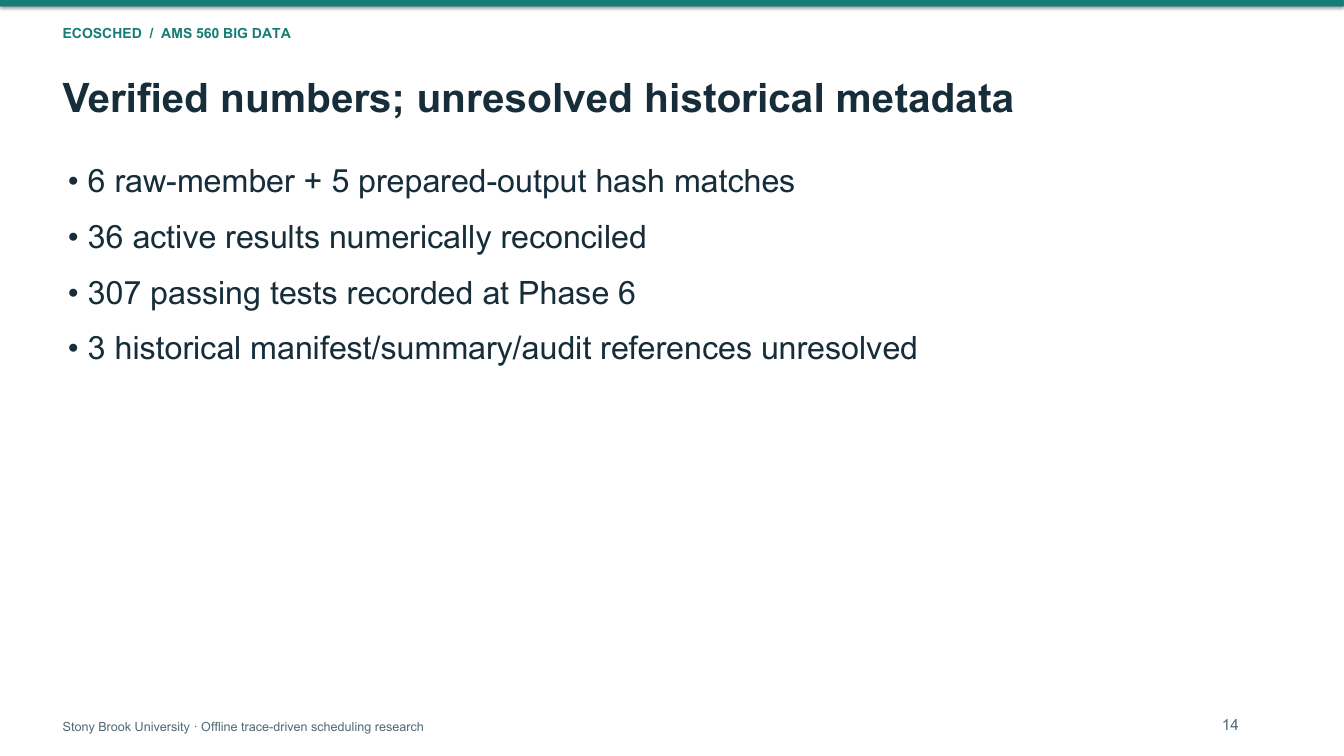 ECOSCHED / AMS 560 BIG DATA
Verified numbers; unresolved historical metadata
• 6 raw-member + 5 prepared-output hash matches
• 36 active results numerically reconciled
• 307 passing tests recorded at Phase 6
• 3 historical manifest/summary/audit references unresolved
Stony Brook University · Offline trace-driven scheduling research
14